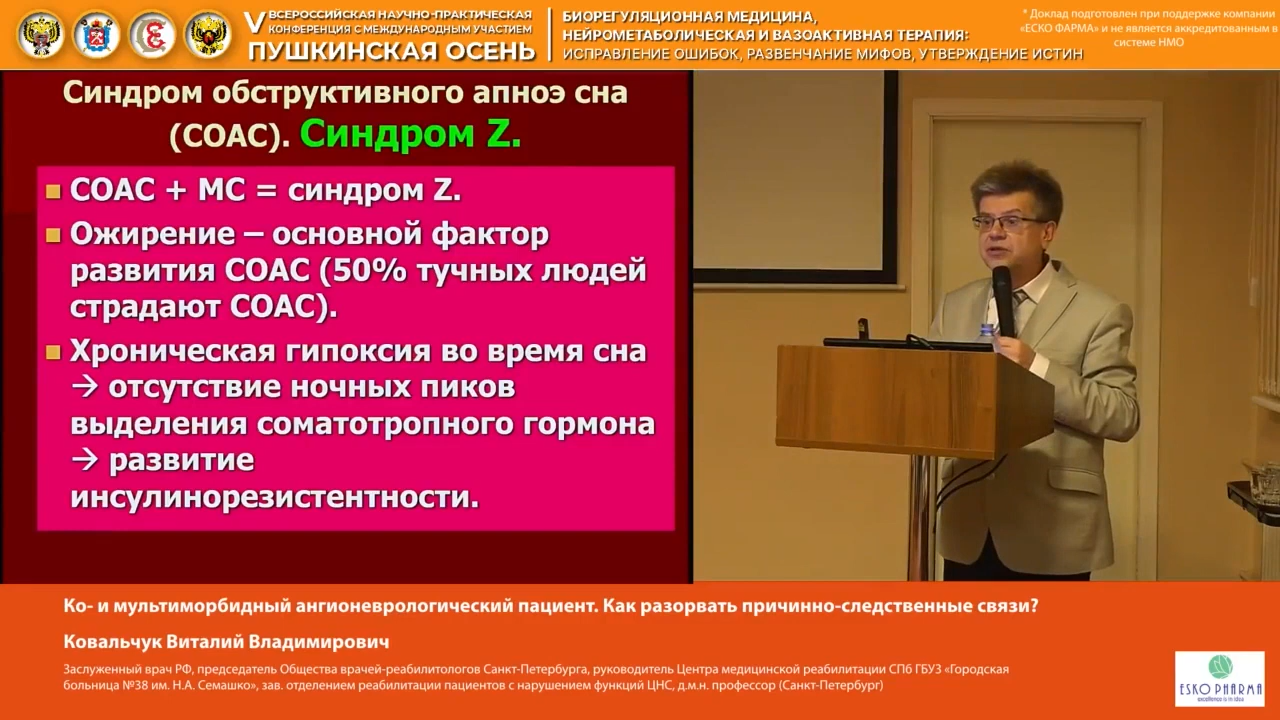 V ВСЕРОССИЙСКАЯ НАУЧНО-ПРАКТИЧЕСКАЯ
КОНФЕРЕНЦИЯ С МЕЖДУНАРОДНЫМ УЧАСТИЕМ
ПУШКИНСКАЯ ОСЕНЬ
БИОРЕГУЛЯЦИОННАЯ МЕДИЦИНА,
НЕЙРОМЕТАБОЛИЧЕСКАЯ И ВАЗОАКТИВНАЯ ТЕРАПИЯ:
ИСПРАВЛЕНИЕ ОШИБОК, РАЗВЕНЧАНИЕ МИФОВ, УТВЕРЖДЕНИЕ ИСТИН
* Доклад подготовлен при поддержке компании
«ЕСКО ФАРМА» и не является аккредитованным в
системе НМО
Синдром обструктивного апноэ сна
(СОАС). Синдром Z.
СОАС + МС = синдром Z.
Ожирение – основной фактор
развития СОАС (50% тучных людей
страдают СОАС).
Хроническая гипоксия во время сна
→ отсутствие ночных пиков
выделения соматотропного гормона
→ развитие
инсулинорезистентности.
Ко- и мультиморбидный ангионеврологический пациент. Как разорвать причинно-следственные связи?
Ковальчук Виталий Владимирович
Заслуженный врач РФ, председатель Общества врачей-реабилитологов Санкт-Петербурга, руководитель Центра медицинской реабилитации СПб ГБУЗ «Городская
больница №38 им. Н.А. Семашко», зав. отделением реабилитации пациентов с нарушением функций ЦНС, д.м.н. профессор (Санкт-Петербург)
ESKO PHARMA
excellence is in idea